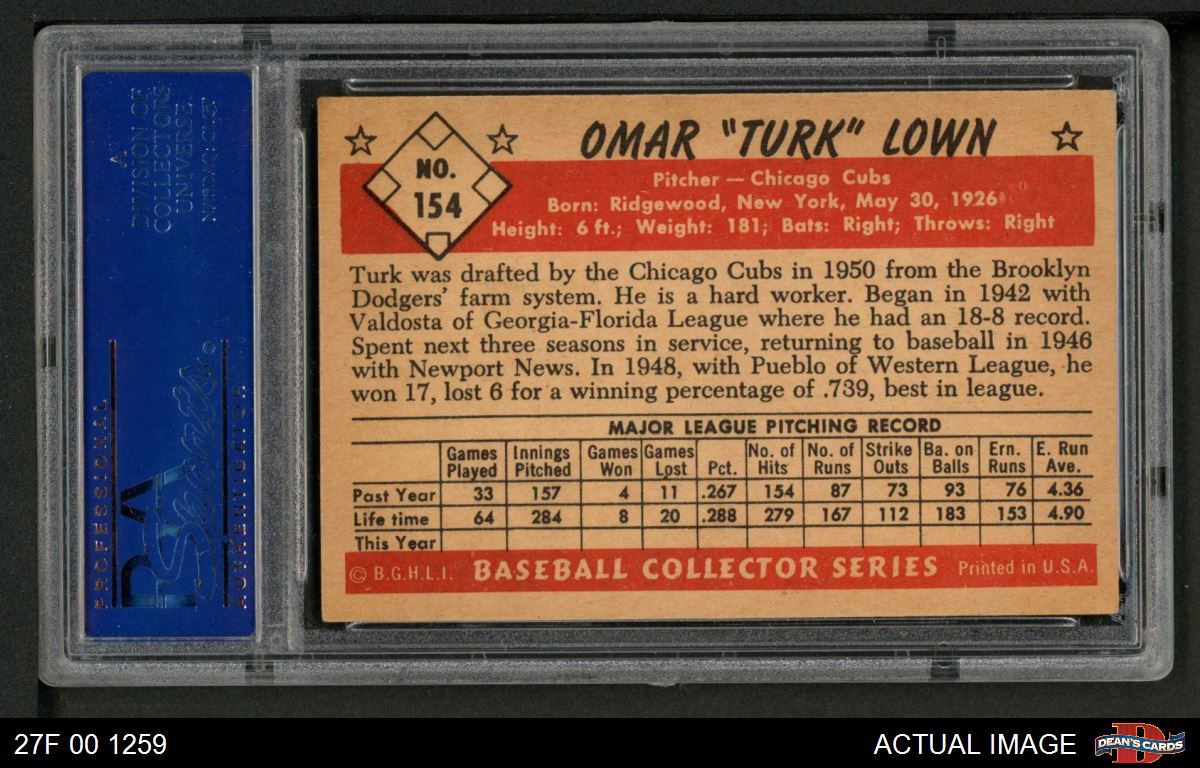 A
DIVISION OF
COLLECTORS
UNIVERSE
NASDAQ: CLCT
PROFESSIONAL
PSA
Sports
AUTHENTICATOR
NO.
154
OMAR "TURK" LOWN
Pitcher — Chicago Cubs
Born: Ridgewood, New York, May 30, 1926
Height: 6 ft.; Weight: 181; Bats: Right; Throws: Right
Turk was drafted by the Chicago Cubs in 1950 from the Brooklyn
Dodgers' farm system. He is a hard worker. Began in 1942 with
Valdosta of Georgia-Florida League where he had an 18-8 record.
Spent next three seasons in service, returning to baseball in 1946
with Newport News. In 1948, with Pueblo of Western League, he
won 17, lost 6 for a winning percentage of .739, best in league.
MAJOR LEAGUE PITCHING RECORD
Games Innings Games Games No. of No. of Strike Ba. on Ern. E. Run
Played Pitched Won Lost Pct. Hits Runs Outs Balls Runs Ave.
Past Year 33 157 4 11 .267 154 87 73 93 76 4.36
Life time 64 284 8 20 .288 279 167 112 183 153 4.90
This Year
© B.G.H.L.I. BASEBALL COLLECTOR SERIES Printed in U.S.A.
27F 00 1259
ACTUAL IMAGE
D
DEAN'S CARDS